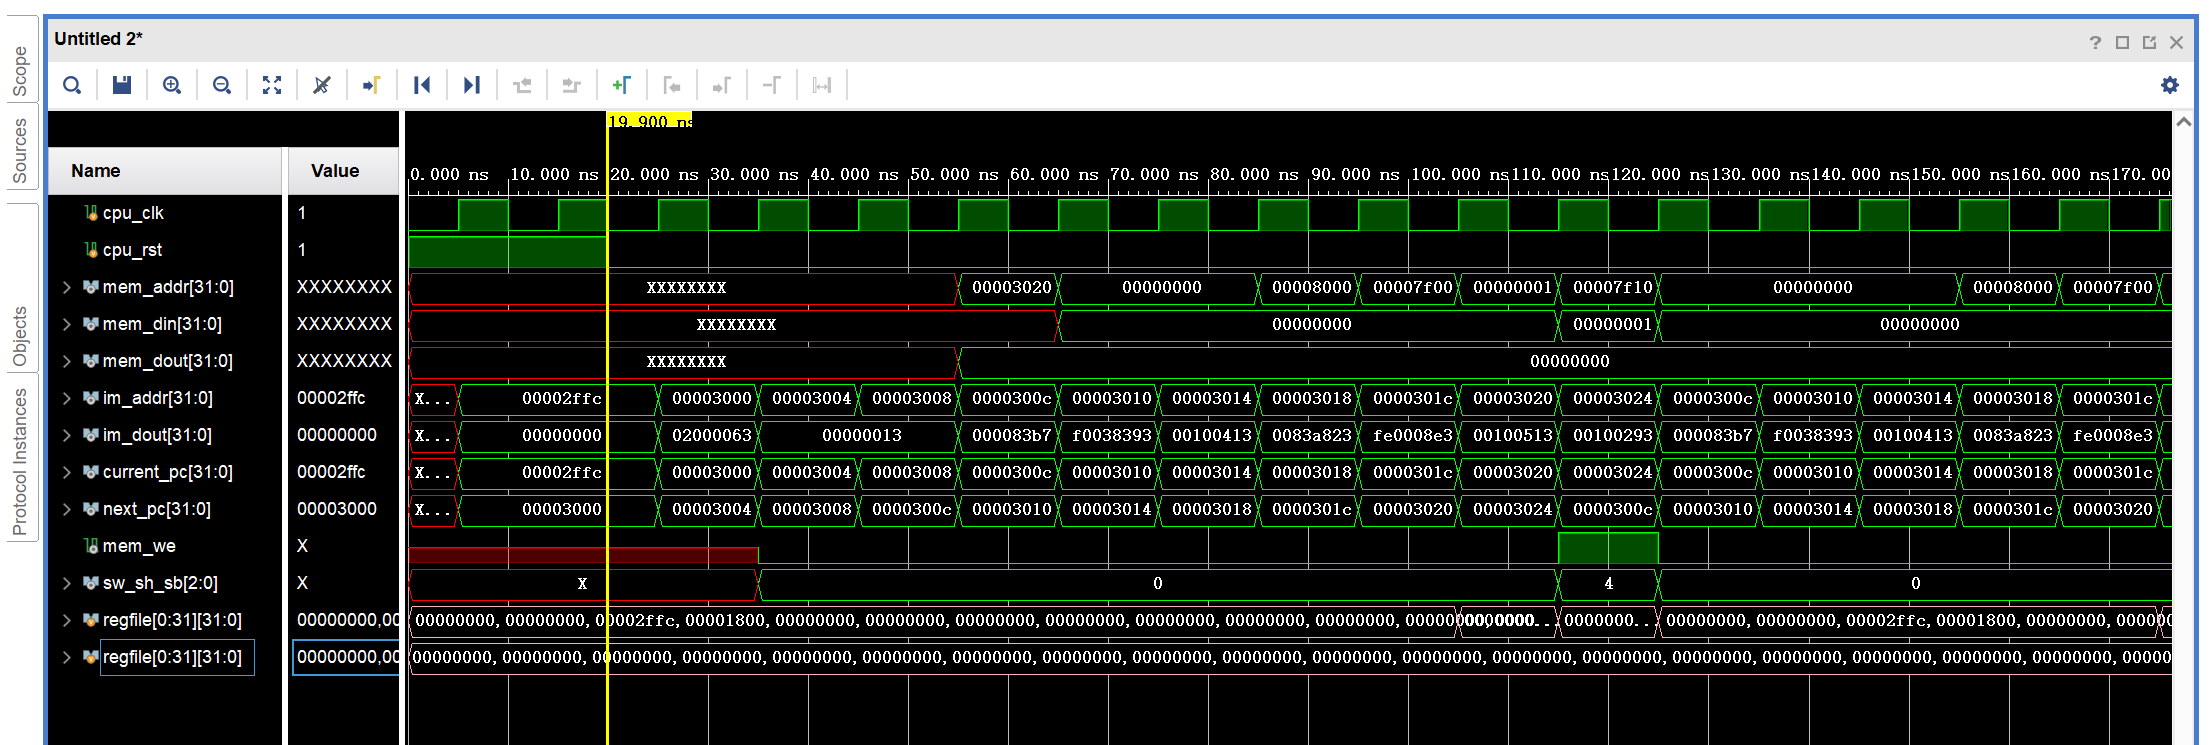 Untitled 2*
Scope
Sources
Objects
Protocol Instances
19.900 ns
Name Value
0.000 ns 10.000 ns 20.000 ns 30.000 ns 40.000 ns 50.000 ns 60.000 ns 70.000 ns 80.000 ns 90.000 ns 100.000 ns 110.000 ns 120.000 ns 130.000 ns 140.000 ns 150.000 ns 160.000 ns 170.00
cpu_clk 1
cpu_rst 1
mem_addr[31:0] XXXXXXXX XXXXXXXX 00003020 00000000 00008000 00007f00 00000001 00007f10 00000000 00008000 00007f00
mem_din[31:0] XXXXXXXX XXXXXXXX 00000000 00000001 00000000
mem_dout[31:0] XXXXXXXX XXXXXXXX 00000000
im_addr[31:0] 00002ffc X... 00002ffc 00003000 00003004 00003008 0000300c 00003010 00003014 00003018 0000301c 00003020 00003024 0000300c 00003010 00003014 00003018 0000301c
im_dout[31:0] 00000000 X... 00000000 02000063 00000013 000083b7 f0038393 00100413 0083a823 fe0008e3 00100513 00100293 000083b7 f0038393 00100413 0083a823 fe0008e3
current_pc[31:0] 00002ffc X... 00002ffc 00003000 00003004 00003008 0000300c 00003010 00003014 00003018 0000301c 00003020 00003024 0000300c 00003010 00003014 00003018 0000301c
next_pc[31:0] 00003000 X... 00003000 00003004 00003008 0000300c 00003010 00003014 00003018 0000301c 00003020 00003024 0000300c 00003010 00003014 00003018 0000301c 00003020
mem_we X
sw_sh_sb[2:0] X X 0 4 0
regfile[0:31][31:0] 00000000,00 00000000,00000000,00002ffc,00001800,00000000,00000000,00000000,00000000,00000000,00000000,00000000,00000000,000000 00,00000... 0000000... 00000000,00000000,00002ffc,00001800,00000000,000000
regfile[0:31][31:0] 00000000,00 00000000,00000000,00000000,00000000,00000000,00000000,00000000,00000000,00000000,00000000,00000000,00000000,00000000,00000000,00000000,00000000,00000000,00000000,00000000,000000